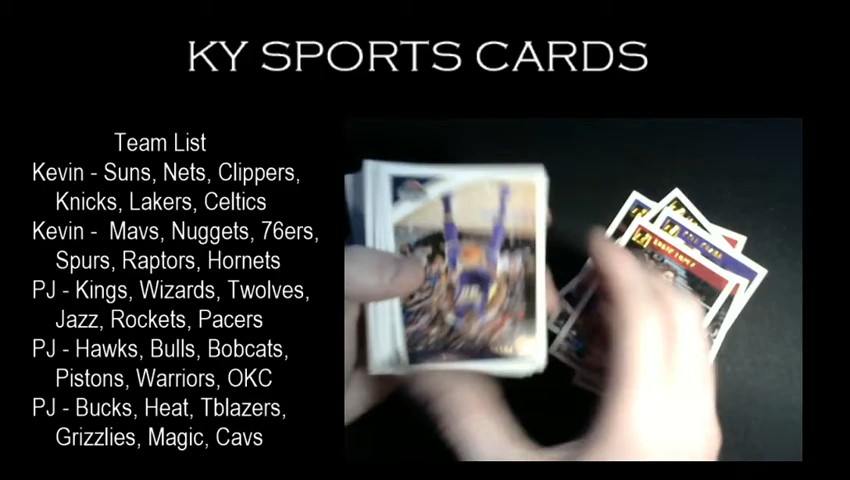 KY SPORTS CARDS
Team List
Kevin - Suns, Nets, Clippers,
Knicks, Lakers, Celtics
Kevin - Mavs, Nuggets, 76ers,
Spurs, Raptors, Hornets
PJ - Kings, Wizards, Twolves,
Jazz, Rockets, Pacers
PJ - Hawks, Bulls, Bobcats,
Pistons, Warriors, OKC
PJ - Bucks, Heat, Tblazers,
Grizzlies, Magic, Cavs